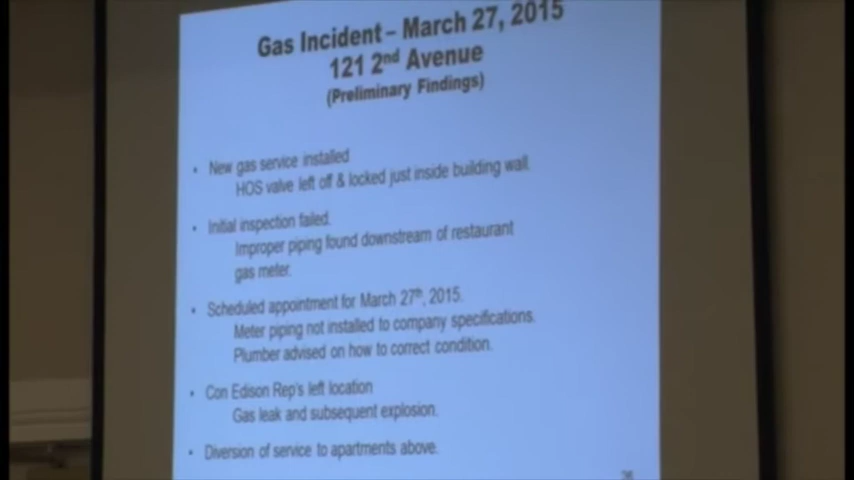 Gas Incident – March 27, 2015
121 2nd Avenue
(Preliminary Findings)
• New gas service installed
HOS valve left off & locked just inside building wall.
• Initial inspection failed.
Improper piping found downstream of restaurant
gas meter.
• Scheduled appointment for March 27th, 2015.
Meter piping not installed to company specifications.
Plumber advised on how to correct condition.
• Con Edison Rep's left location
Gas leak and subsequent explosion.
• Diversion of service to apartments above.